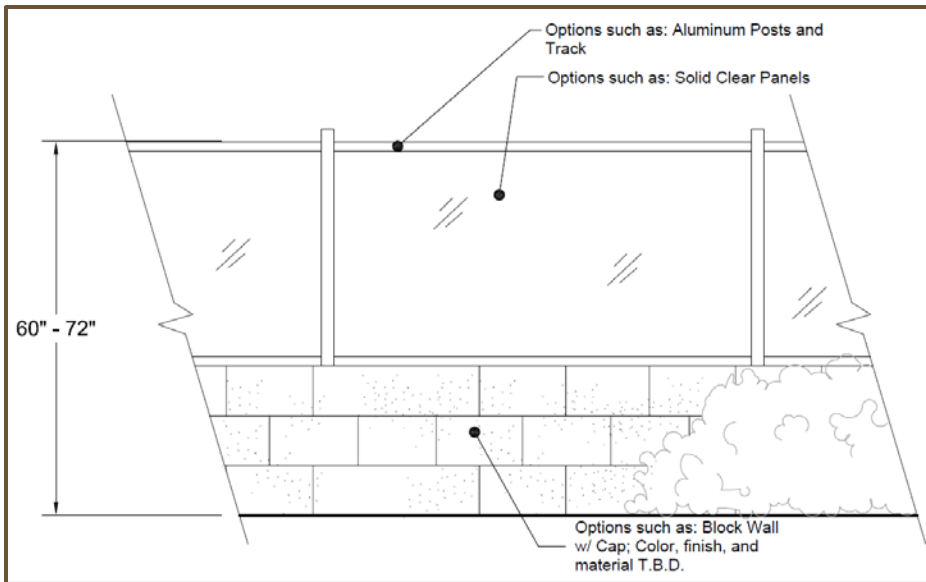 Options such as: Aluminum Posts and
Track
Options such as: Solid Clear Panels
60" - 72"
Options such as: Block Wall
w/ Cap; Color, finish, and
material T.B.D.